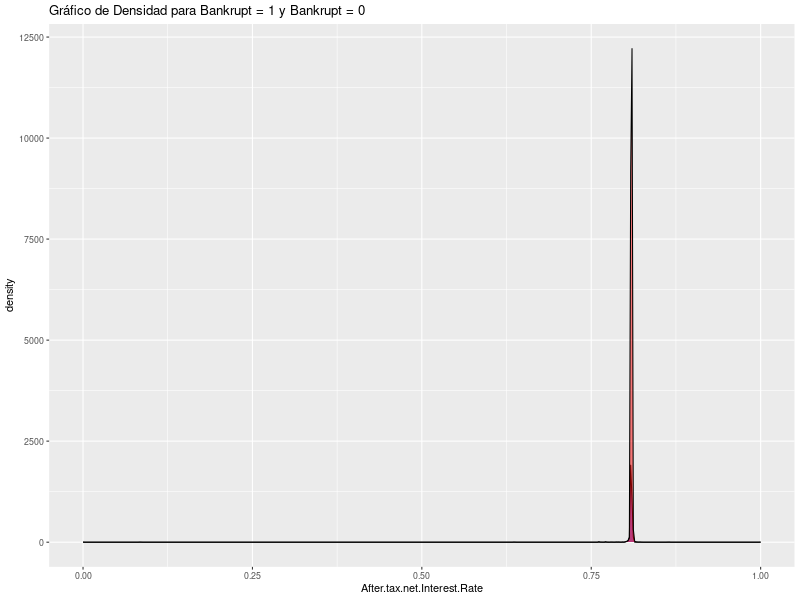 Gráfico de Densidad para Bankrupt = 1 y Bankrupt = 0
12500
10000
7500
5000
2500
0
density
0.00 0.25 0.50 0.75 1.00
After.tax.net.Interest.Rate